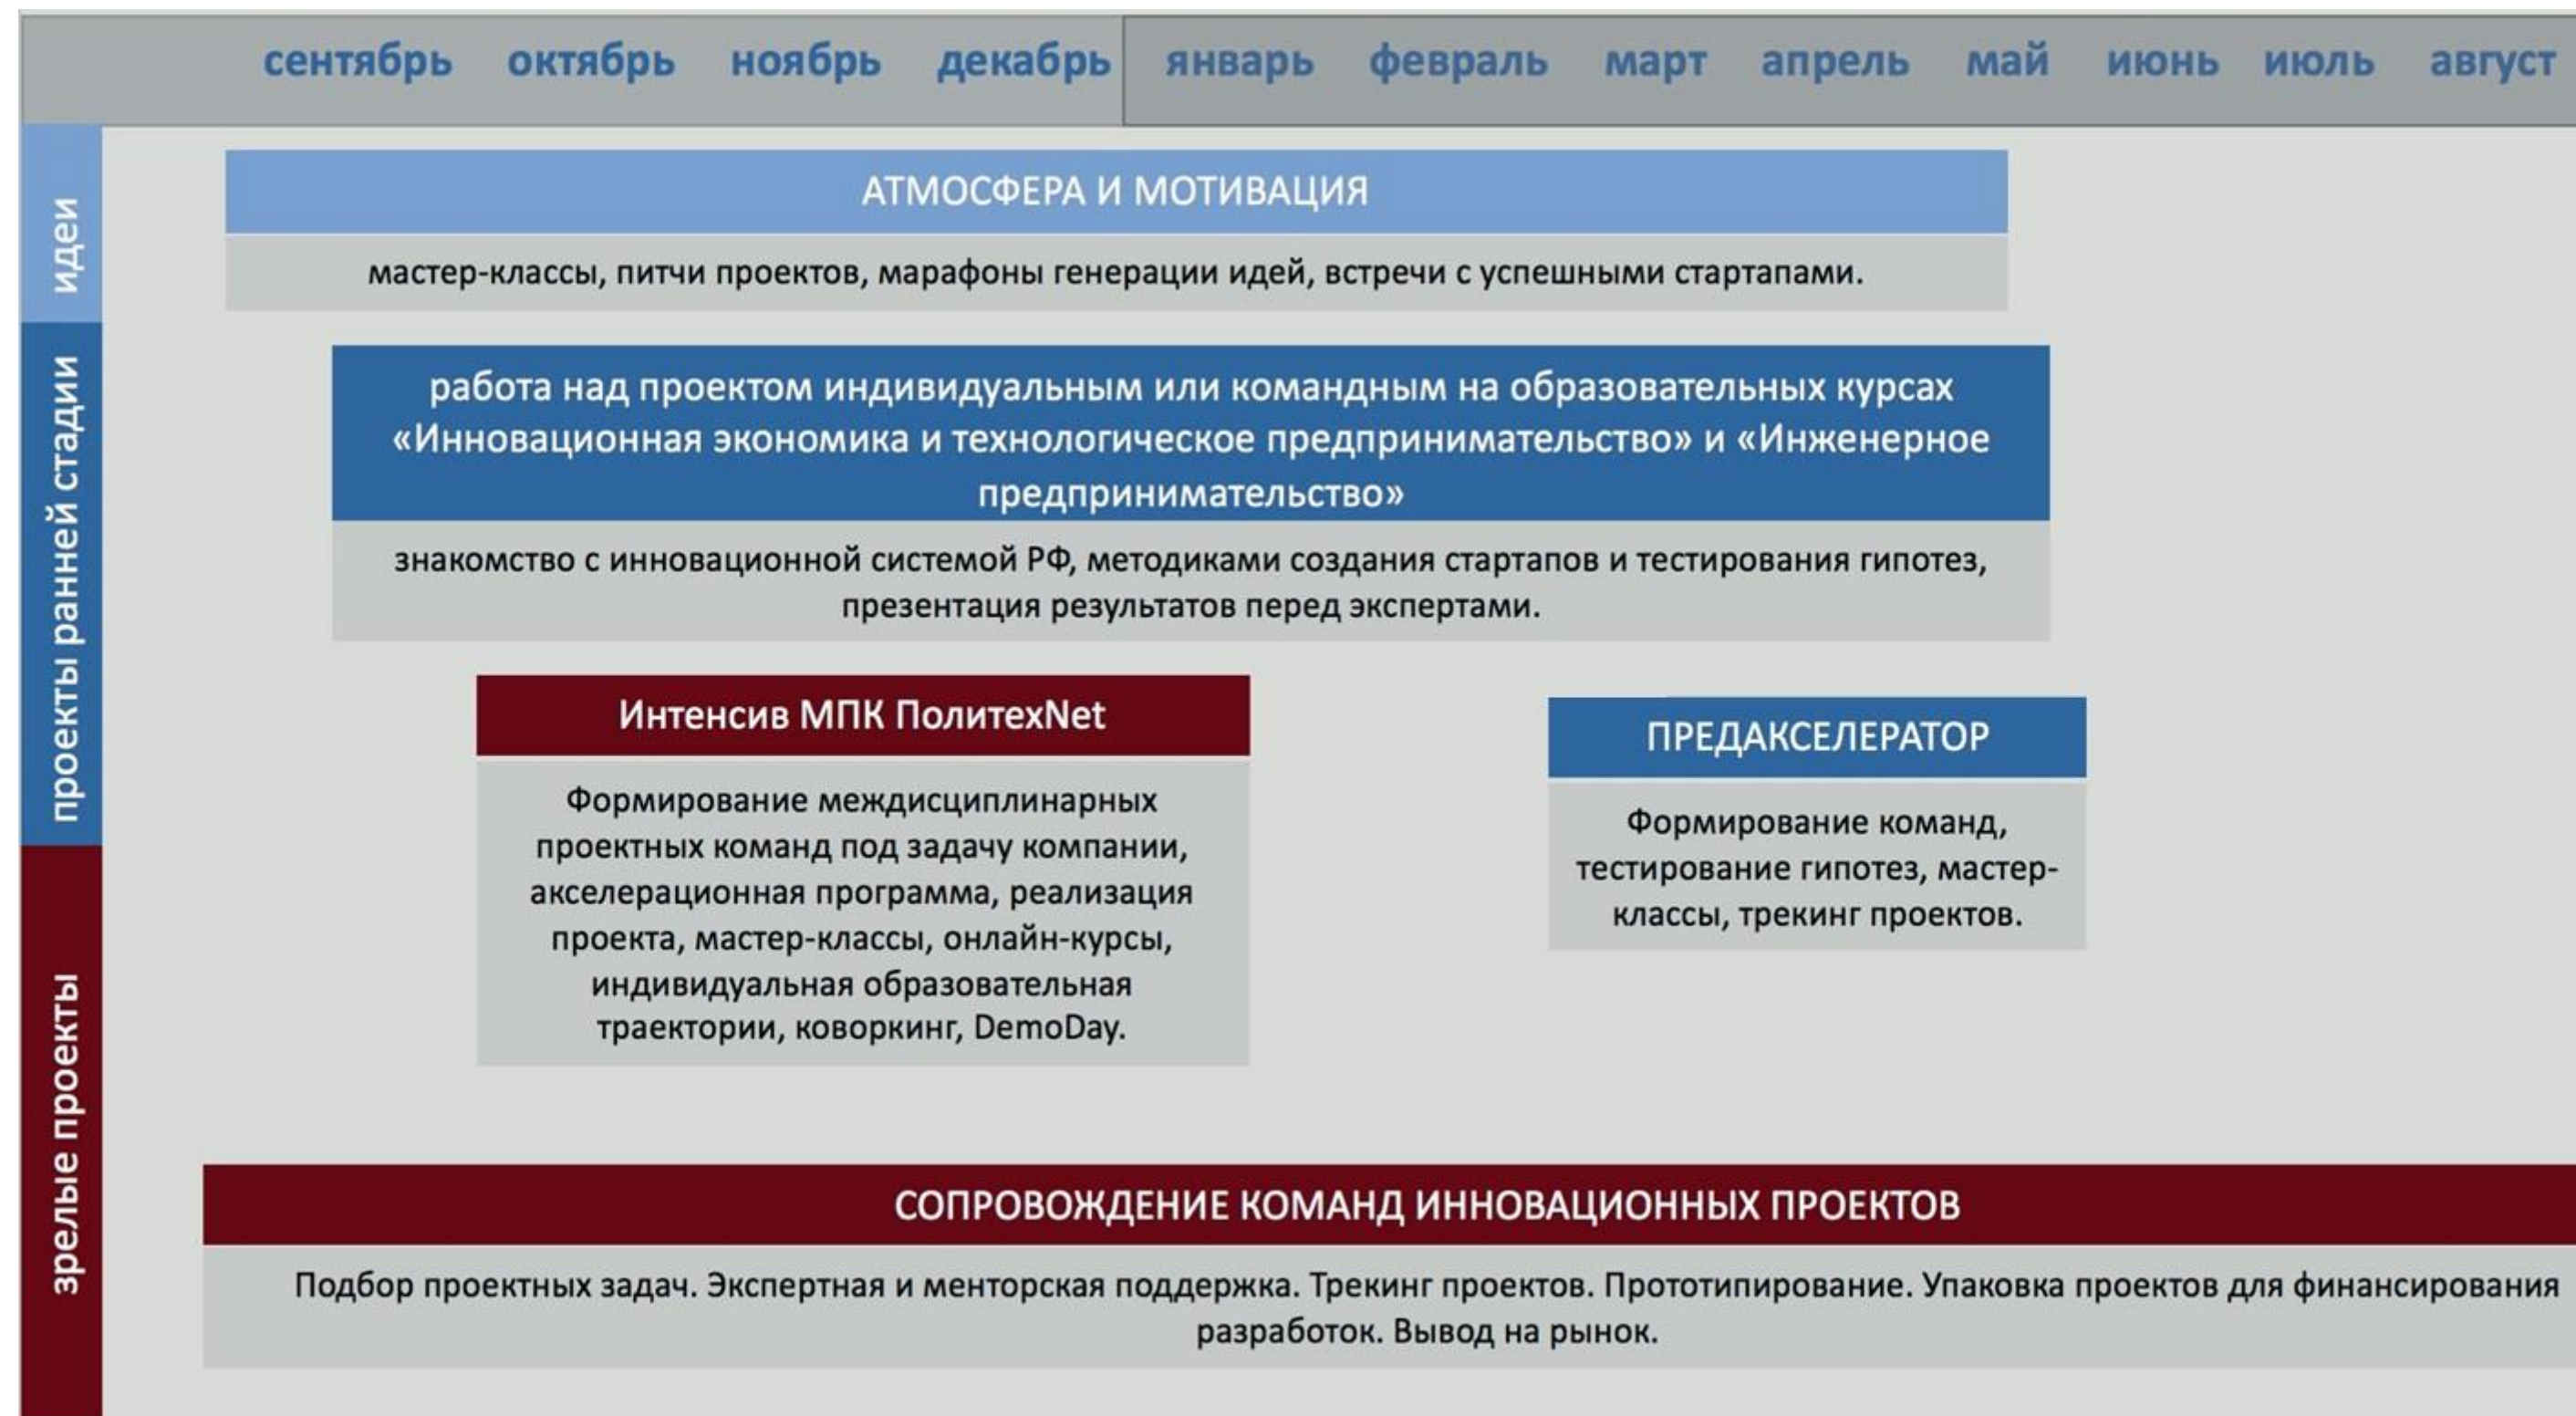 сентябрь октябрь ноябрь декабрь январь февраль март апрель май июнь июль август
идеи
АТМОСФЕРА И МОТИВАЦИЯ
мастер-классы, питчи проектов, марафоны генерации идей, встречи с успешными стартапами.
проекты ранней стадии
работа над проектом индивидуальным или командным на образовательных курсах
«Инновационная экономика и технологическое предпринимательство» и «Инженерное
предпринимательство»
знакомство с инновационной системой РФ, методиками создания стартапов и тестирования гипотез,
презентация результатов перед экспертами.
Интенсив МПК ПолитехNet
Формирование междисциплинарных
проектных команд под задачу компании,
акселерационная программа, реализация
проекта, мастер-классы, онлайн-курсы,
индивидуальная образовательная
траектории, коворкинг, DemoDay.
ПРЕДАКСЕЛЕРАТОР
Формирование команд,
тестирование гипотез, мастер-
классы, трекинг проектов.
зрелые проекты
СОПРОВОЖДЕНИЕ КОМАНД ИННОВАЦИОННЫХ ПРОЕКТОВ
Подбор проектных задач. Экспертная и менторская поддержка. Трекинг проектов. Прототипирование. Упаковка проектов для финансирования
разработок. Вывод на рынок.